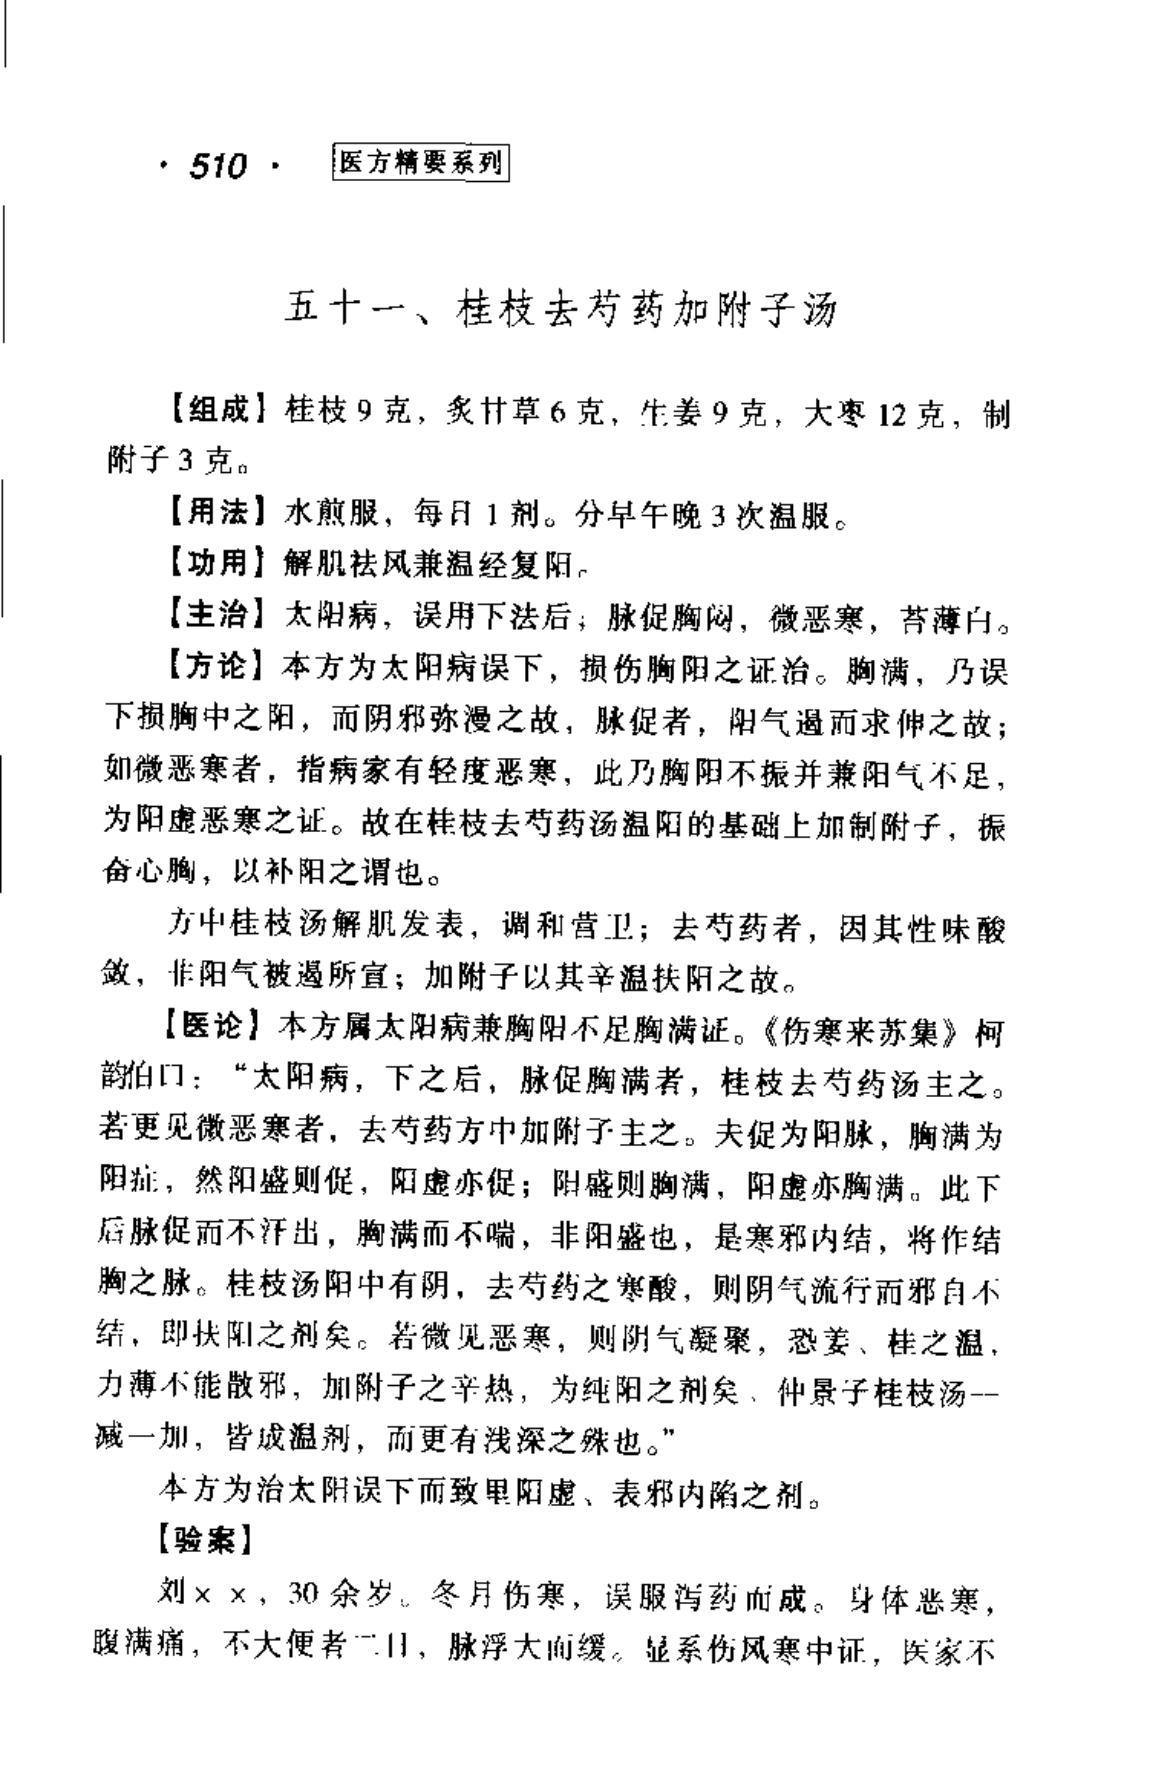 · 510 · 医方精要系列
五十一、桂枝去芍药加附子汤
【组成】桂枝9克，炙甘草6克，生姜9克，大枣12克，制
附子3克。
【用法】水煎服，每日1剂。分早午晚3次温服。
【功用】解肌祛风兼温经复阳。
【主治】太阳病，误用下法后；脉促胸闷，微恶寒，苔薄白。
【方论】本方为太阳病误下，损伤胸阳之证治。胸满，乃误
下损胸中之阳，而阴邪弥漫之故，脉促者，阳气遏而求伸之故；
如微恶寒者，指病家有轻度恶寒，此乃胸阳不振并兼阳气不足，
为阳虚恶寒之证。故在桂枝去芍药汤温阳的基础上加制附子，振
奋心胸，以补阳之谓也。
方中桂枝汤解肌发表，调和营卫；去芍药者，因其性味酸
敛，非阳气被遏所宜；加附子以其辛温扶阳之故。
【医论】本方属太阳病兼胸阳不足胸满证。《伤寒来苏集》柯
韵伯曰：“太阳病，下之后，脉促胸满者，桂枝去芍药汤主之。
若更见微恶寒者，去芍药方中加附子主之。夫促为阳脉，胸满为
阳症，然阳盛则促，阳虚亦促；阳盛则胸满，阳虚亦胸满。此下
后脉促而不汗出，胸满而不喘，非阳盛也，是寒邪内结，将作结
胸之脉。桂枝汤阳中有阴，去芍药之寒酸，则阴气流行而邪自不
结，即扶阳之剂矣。若微见恶寒，则阴气凝聚，恐姜、桂之温，
力薄不能散邪，加附子之辛热，为纯阳之剂矣。仲景子桂枝汤一
减一加，皆成温剂，而更有浅深之殊也。”
本方为治太阳误下而致里阳虚、表邪内陷之剂。
【验案】
刘××，30余岁。冬月伤寒，误服泻药而成。身体恶寒，
腹满痛，不大便者二日，脉浮大而缓。显系伤风寒中证，医家不